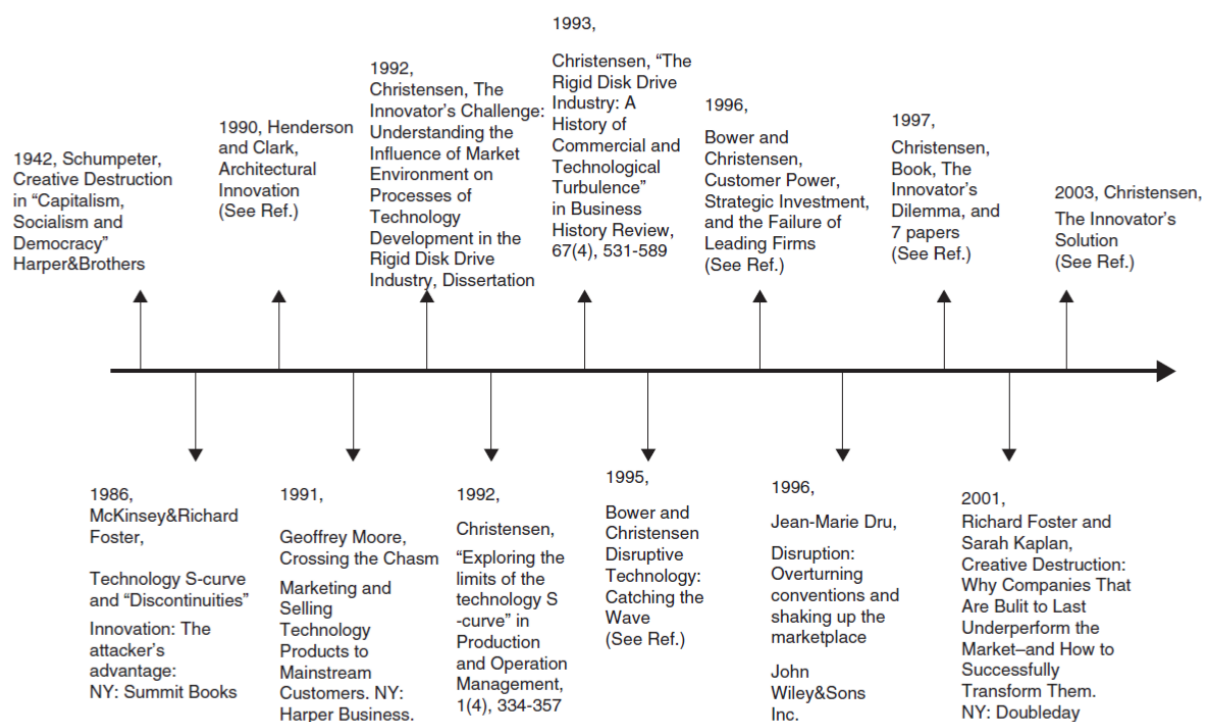 1942, Schumpeter,
Creative Destruction
in “Capitalism,
Socialism and
Democracy”
Harper&Brothers
1990, Henderson
and Clark,
Architectural
Innovation
(See Ref.)
1992,
Christensen, The
Innovator’s Challenge:
Understanding the
Influence of Market
Environment on
Processes of
Technology
Development in the
Rigid Disk Drive
Industry, Dissertation
1993,
Christensen, “The
Rigid Disk Drive
Industry: A
History of
Commercial and
Technological
Turbulence”
in Business
History Review,
67(4), 531-589
1996,
Bower and
Christensen,
Customer Power,
Strategic Investment,
and the Failure of
Leading Firms
(See Ref.)
1997,
Christensen,
Book, The
Innovator’s
Dilemma, and
7 papers
(See Ref.)
2003, Christensen,
The Innovator’s
Solution
(See Ref.)
1986,
McKinsey&Richard
Foster,
Technology S-curve
and “Discontinuities”
Innovation: The
attacker’s
advantage:
NY: Summit Books
1991,
Geoffrey Moore,
Crossing the Chasm
Marketing and
Selling
Technology
Products to
Mainstream
Customers. NY:
Harper Business.
1992,
Christensen,
“Exploring the
limits of the
technology S
-curve” in
Production
and Operation
Management,
1(4), 334-357
1995,
Bower and
Christensen
Disruptive
Technology:
Catching the
Wave
(See Ref.)
1996,
Jean-Marie Dru,
Disruption:
Overturning
conventions and
shaking up the
marketplace
John
Wiley&Sons
Inc.
2001,
Richard Foster and
Sarah Kaplan,
Creative Destruction:
Why Companies That
Are Bulit to Last
Underperform the
Market–and How to
Successfully
Transform Them.
NY: Doubleday